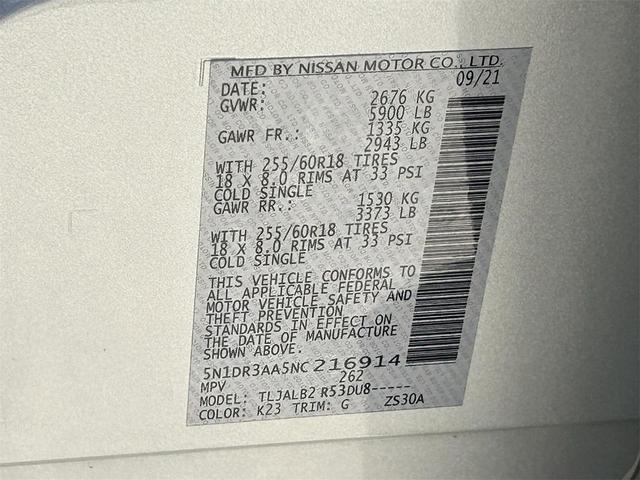 MFD BY NISSAN MOTOR CO., LTD.
DATE: 09/21
GVWR: 2676 KG
5900 LB
GAWR FR.: 1335 KG
2943 LB
WITH 255/60R18 TIRES
18 X 8.0 RIMS AT 33 PSI
COLD SINGLE
GAWR RR.: 1530 KG
3373 LB
WITH 255/60R18 TIRES
18 X 8.0 RIMS AT 33 PSI
COLD SINGLE
THIS VEHICLE CONFORMS TO
ALL APPLICABLE FEDERAL
MOTOR VEHICLE SAFETY AND
THEFT PREVENTION
STANDARDS IN EFFECT ON
THE DATE OF MANUFACTURE
SHOWN ABOVE.
5N1DR3AA5NC216914
MPV 262
MODEL: TLJALB2 R53DU8-----
COLOR: K23 TRIM: G ZS30A